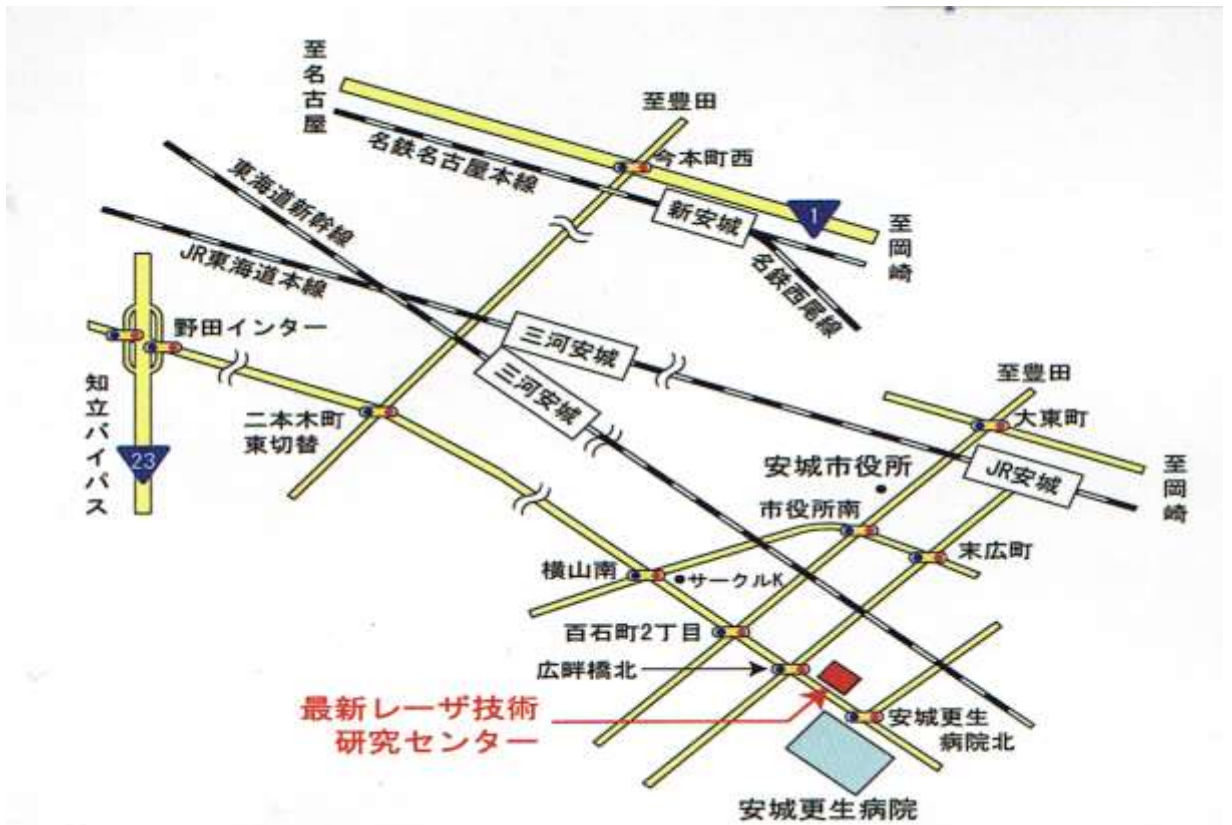 至名古屋
至豊田
今本町西
名鉄名古屋本線
新安城
1
至岡崎
名鉄西尾線
東海道新幹線
JR東海道本線
野田インター
三河安城
三河安城
知立バイパス
23
二本木町
東切替
至豊田
大東町
安城市役所
JR安城
至岡崎
市役所南
末広町
横山南
サークルK
百石町2丁目
広畔橋北
最新レーザ技術
研究センター
安城更生
病院北
安城更生病院